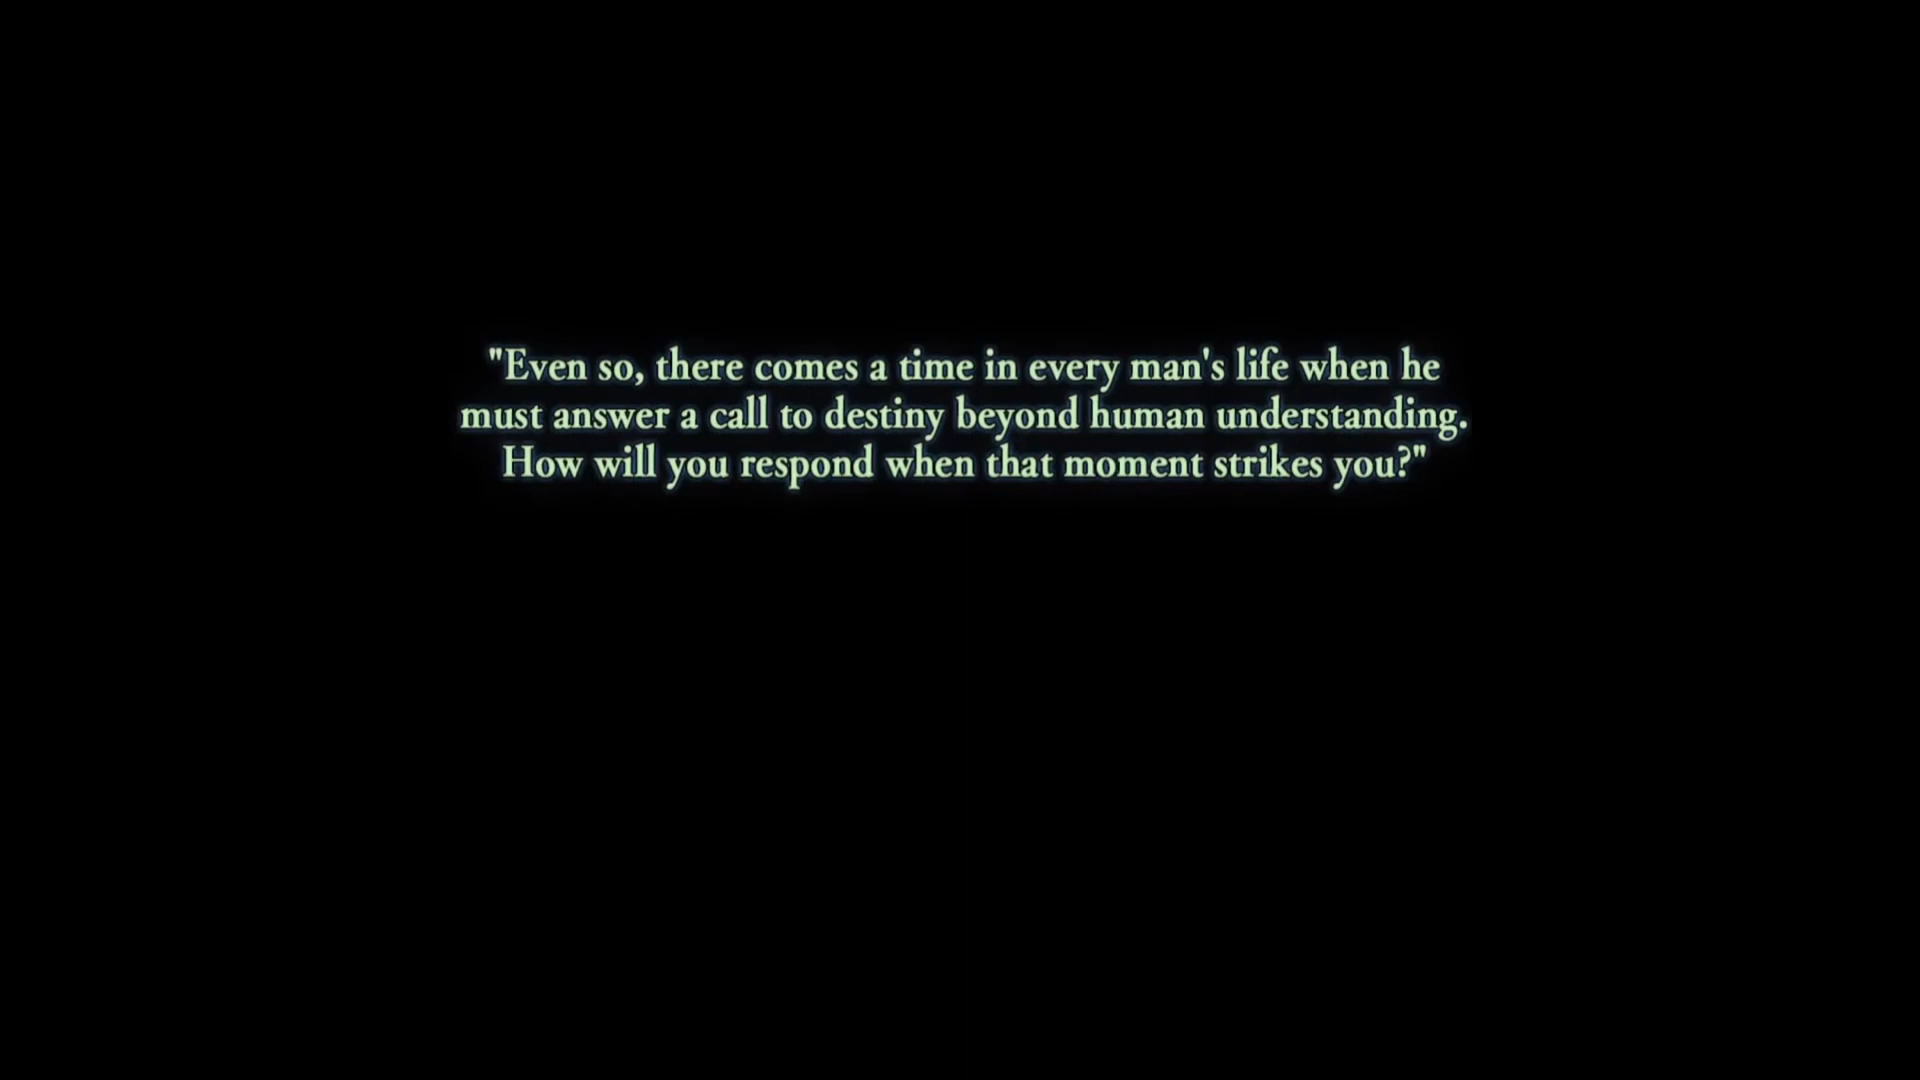 "Even so, there comes a time in every man's life when he
must answer a call to destiny beyond human understanding.
How will you respond when that moment strikes you?"